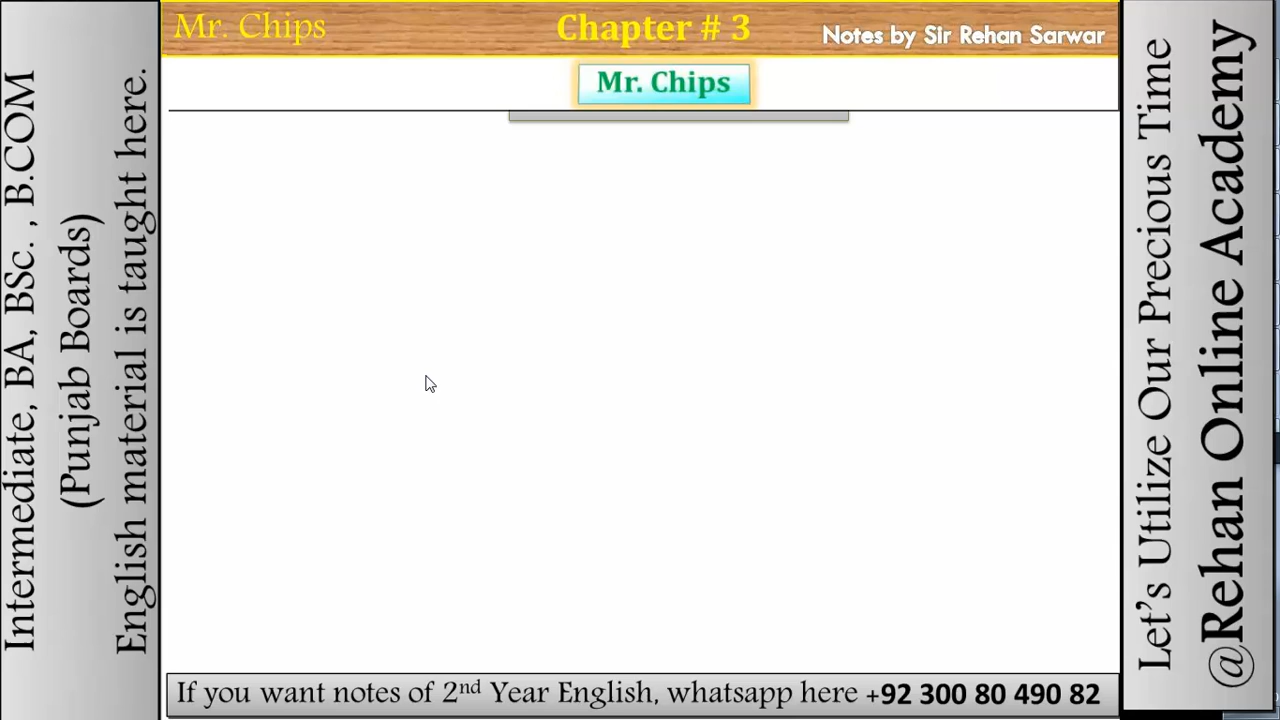 Mr. Chips
Chapter # 3
Notes by Sir Rehan Sarwar
Mr. Chips
Intermediate, BA, BSc. , B.COM
(Punjab Boards)
English material is taught here.
Let's Utilize Our Precious Time
@Rehan Online Academy
If you want notes of 2nd Year English, whatsapp here +92 300 80 490 82